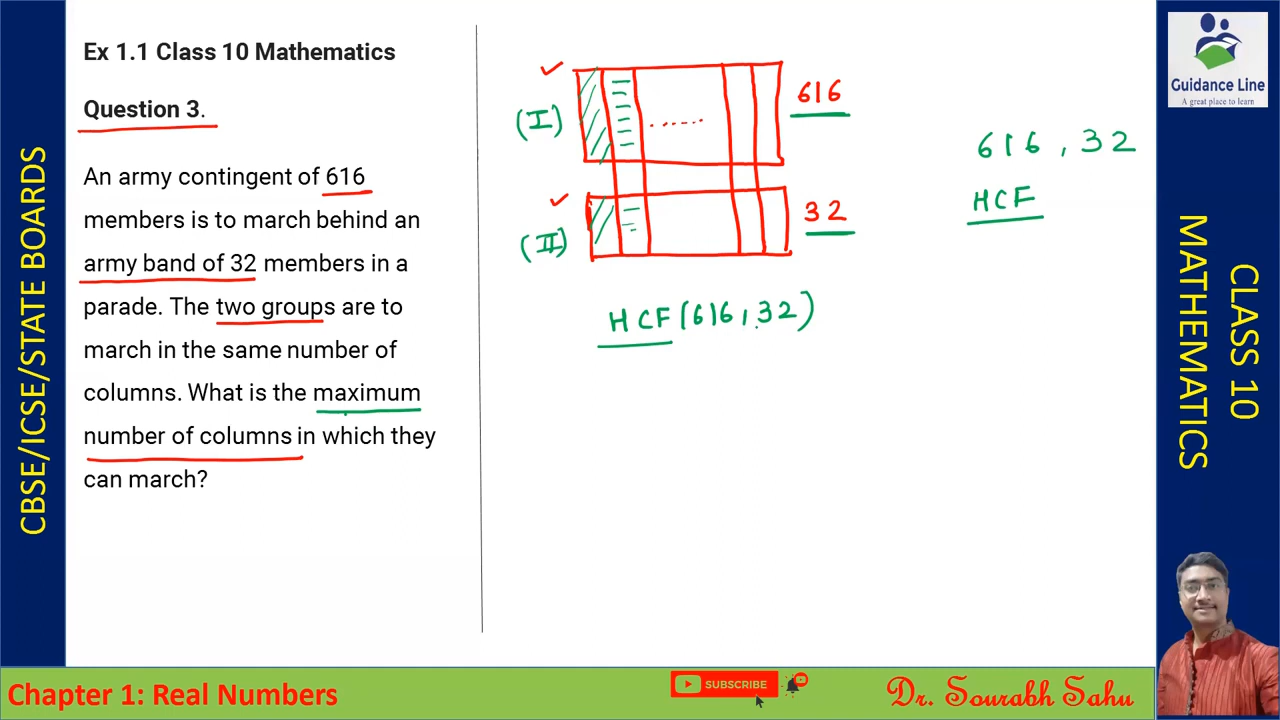 CBSE/ICSE/STATE BOARDS
Ex 1.1 Class 10 Mathematics
Question 3.
An army contingent of 616
members is to march behind an
army band of 32 members in a
parade. The two groups are to
march in the same number of
columns. What is the maximum
number of columns in which they
can march?
(I)
616
(II)
32
HCF(616,32)
616, 32
HCF
Guidance Line
A great place to learn
CLASS 10
MATHEMATICS
Chapter 1: Real Numbers
SUBSCRIBE
Dr. Sourabh Sahu